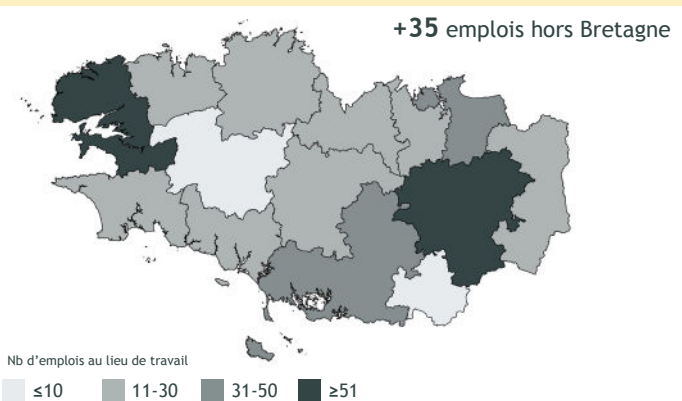 +35 emplois hors Bretagne
Nb d’emplois au lieu de travail
≤10 11-30 31-50 ≥51